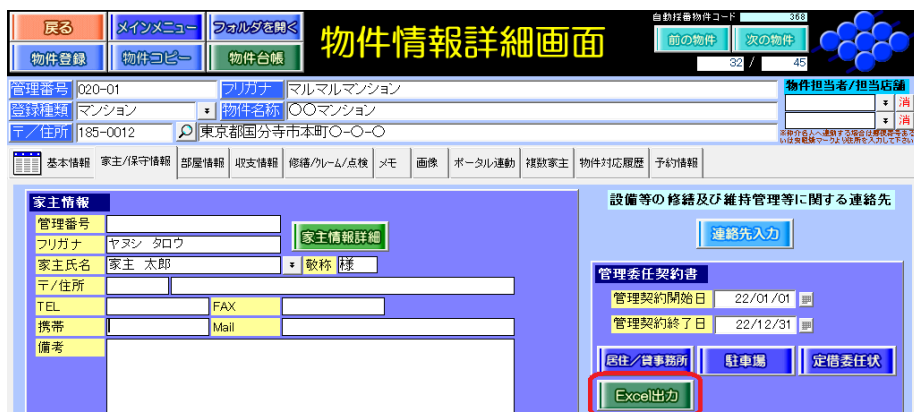 戻る メインメニュー フォルダを開く
物件登録 物件コピー 物件台帳
物件情報詳細画面
自動採番物件コード 368
前の物件 次の物件
32 / 45
管理番号 020-01 フリガナ マルマルマンション
登録種類 マンション 物件名称 〇〇マンション
〒/住所 185-0012 東京都国分寺市本町〇-〇-〇
物件担当者/担当店舗
消
消
基本情報 家主/保守情報 部屋情報 収支情報 修繕/クレーム/点検 メモ 画像 ポータル連動 複数家主 物件対応履歴 予約情報
家主情報
管理番号
フリガナ ヤヌシ タロウ
家主情報詳細
家主氏名 家主 太郎 敬称 様
〒/住所
TEL FAX
携帯 Mail
備考
設備等の修繕及び維持管理等に関する連絡先
連絡先入力
管理委任契約書
管理契約開始日 22/01/01
管理契約終了日 22/12/31
居住/貸事務所 駐車場 定借委任状
Excel出力